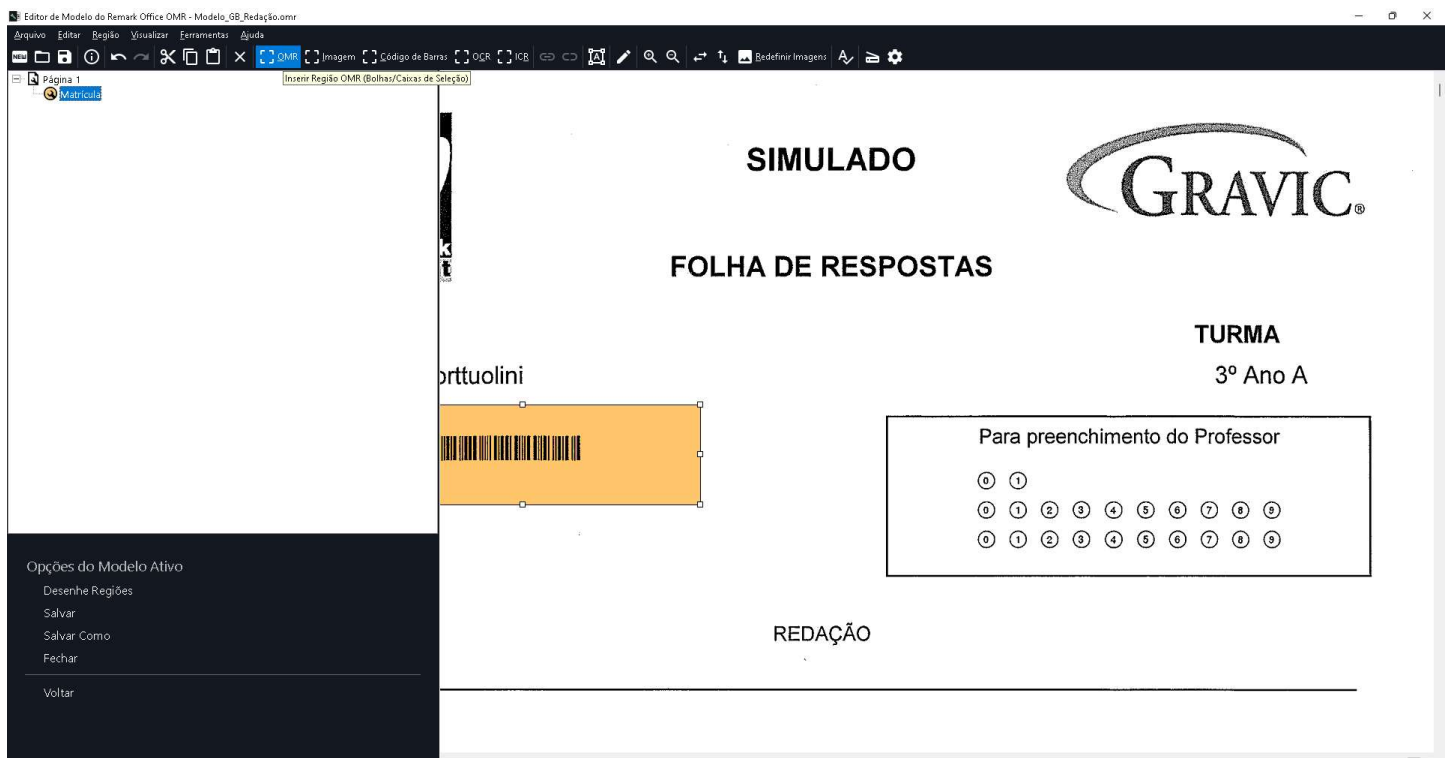 Editor de Modelo do Remark Office OMR - Modelo_GB_Redação.omr
Arquivo Editar Região Visualizar Ferramentas Ajuda
NEW OMR Imagem Código de Barras OCR ICR A Redefinir Imagens A
Inserir Região OMR (Bolhas/Caixas de Seleção)
Página 1
Matrícula
SIMULADO
GRAVIC®
k
t
FOLHA DE RESPOSTAS
TURMA
orttuolini
3º Ano A
Para preenchimento do Professor
0 1
0 1 2 3 4 5 6 7 8 9
0 1 2 3 4 5 6 7 8 9
REDAÇÃO
Opções do Modelo Ativo
Desenhe Regiões
Salvar
Salvar Como
Fechar
Voltar